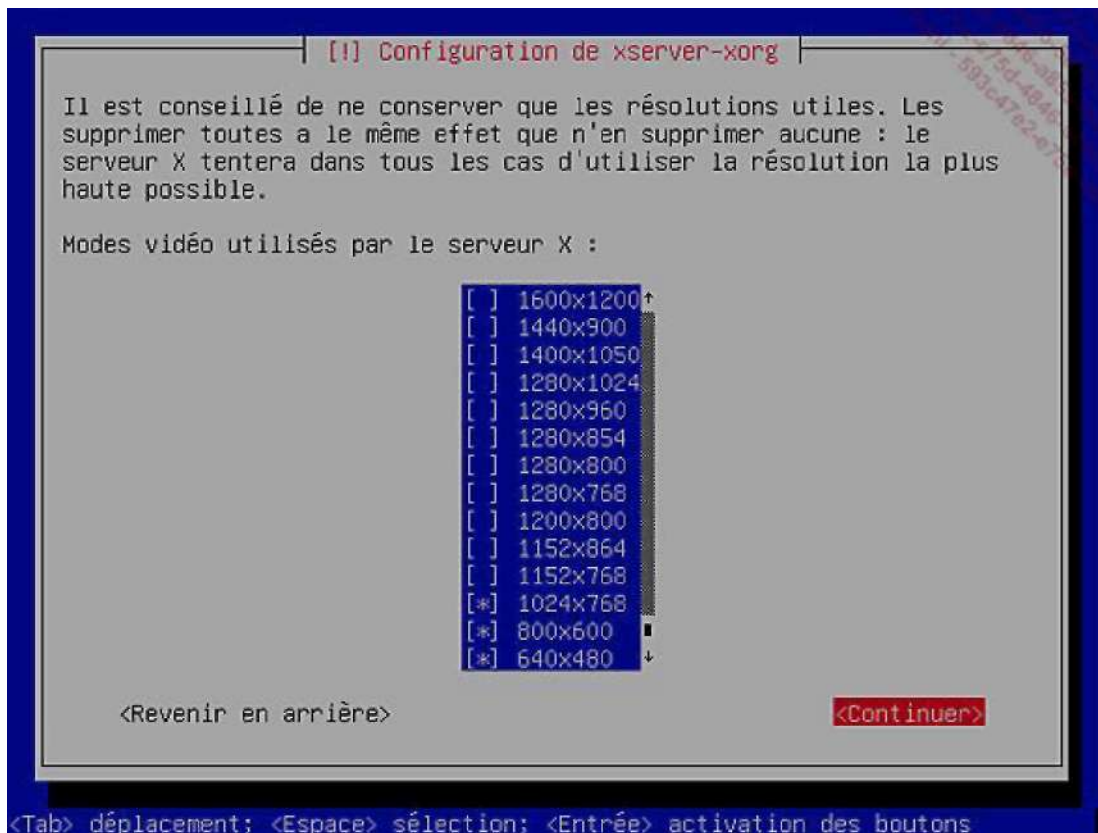 [!] Configuration de xserver-xorg
Il est conseillé de ne conserver que les résolutions utiles. Les
supprimer toutes a le même effet que n'en supprimer aucune : le
serveur X tentera dans tous les cas d'utiliser la résolution la plus
haute possible.
Modes vidéo utilisés par le serveur X :
[ ] 1600x1200
[ ] 1440x900
[ ] 1400x1050
[ ] 1280x1024
[ ] 1280x960
[ ] 1280x854
[ ] 1280x800
[ ] 1280x768
[ ] 1200x800
[ ] 1152x864
[ ] 1152x768
[*] 1024x768
[*] 800x600
[*] 640x480
<Revenir en arrière> <Continuer>
<Tab> déplacement; <Espace> sélection; <Entrée> activation des boutons